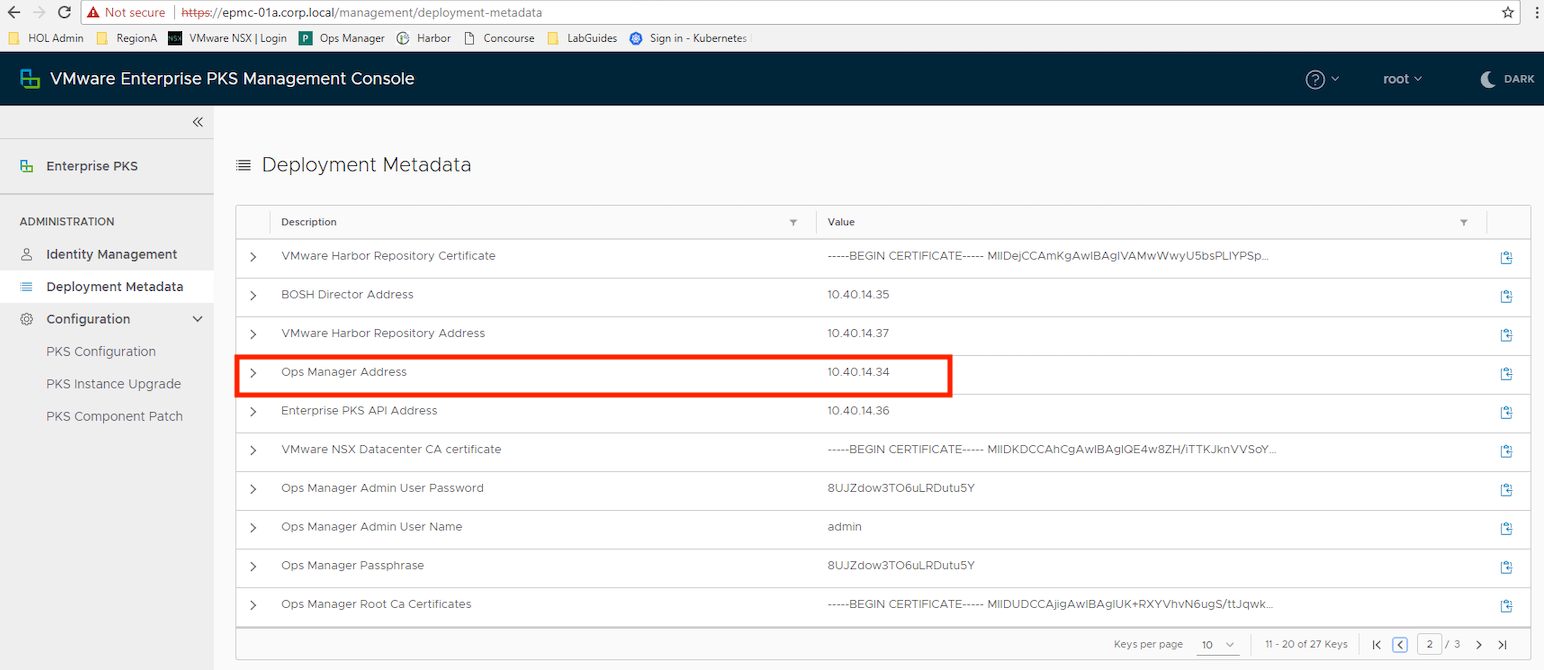 Not secure https://epmc-01a.corp.local/management/deployment-metadata
HOL Admin RegionA VMware NSX | Login Ops Manager Harbor Concourse LabGuides Sign in - Kubernetes
VMware Enterprise PKS Management Console root DARK
Enterprise PKS
ADMINISTRATION
Identity Management
Deployment Metadata
Configuration
PKS Configuration
PKS Instance Upgrade
PKS Component Patch
Deployment Metadata
Description Value
VMware Harbor Repository Certificate -----BEGIN CERTIFICATE----- MIIDejCCAmKgAwIBAgIVAMwWwyU5bsPLIYPSp...
BOSH Director Address 10.40.14.35
VMware Harbor Repository Address 10.40.14.37
Ops Manager Address 10.40.14.34
Enterprise PKS API Address 10.40.14.36
VMware NSX Datacenter CA certificate -----BEGIN CERTIFICATE----- MIIDKDCCAhCgAwIBAgIQE4w8ZH/iTTKJknVVSoY...
Ops Manager Admin User Password 8UJZdow3TO6uLRDutu5Y
Ops Manager Admin User Name admin
Ops Manager Passphrase 8UJZdow3TO6uLRDutu5Y
Ops Manager Root Ca Certificates -----BEGIN CERTIFICATE----- MIIDUDCCAjigAwIBAgIUK+RXYVhvN6ugS/ttJqwk...
Keys per page 10 11 - 20 of 27 Keys 2 / 3